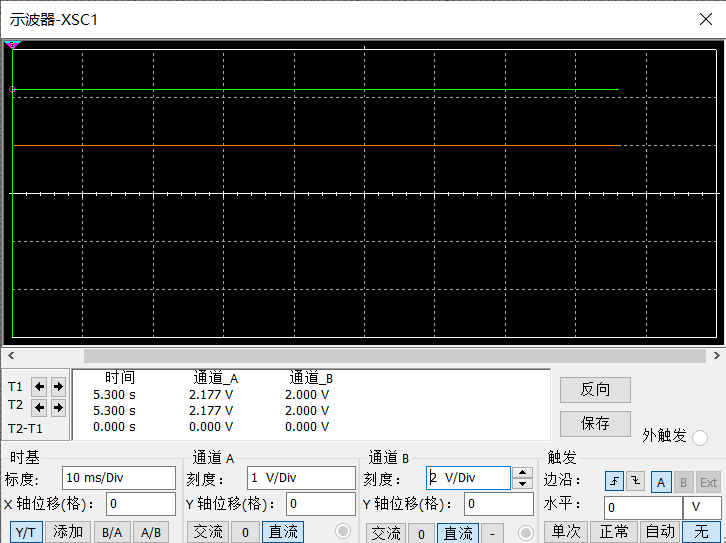 示波器-XSC1
时间 通道_A 通道_B
T1 5.300 s 2.177 V 2.000 V
T2 5.300 s 2.177 V 2.000 V
T2-T1 0.000 s 0.000 V 0.000 V
反向
保存
外触发
时基 通道 A 通道 B 触发
标度: 10 ms/Div 刻度: 1 V/Div 刻度: 2 V/Div 边沿: A B Ext
X 轴位移(格): 0 Y 轴位移(格): 0 Y 轴位移(格): 0 水平: 0 V
Y/T 添加 B/A A/B 交流 0 直流 交流 0 直流 - 单次 正常 自动 无